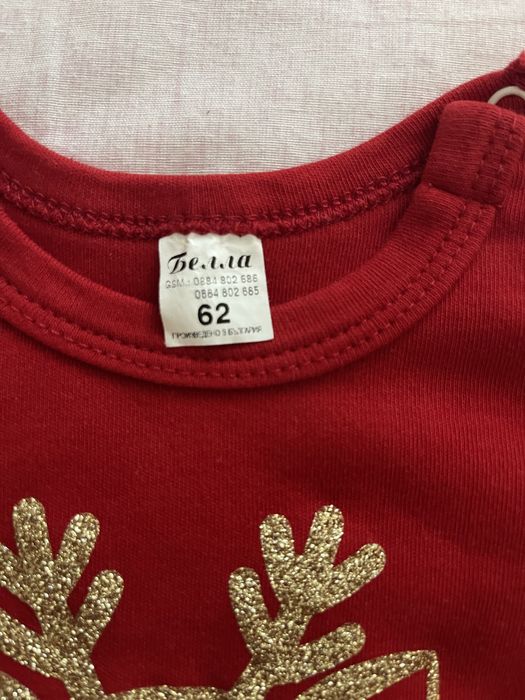 Белла
GSM.: 0884 802 686
0884 802 685
62
ПРОИЗВЕДЕНО В БЪЛГАРИЯ